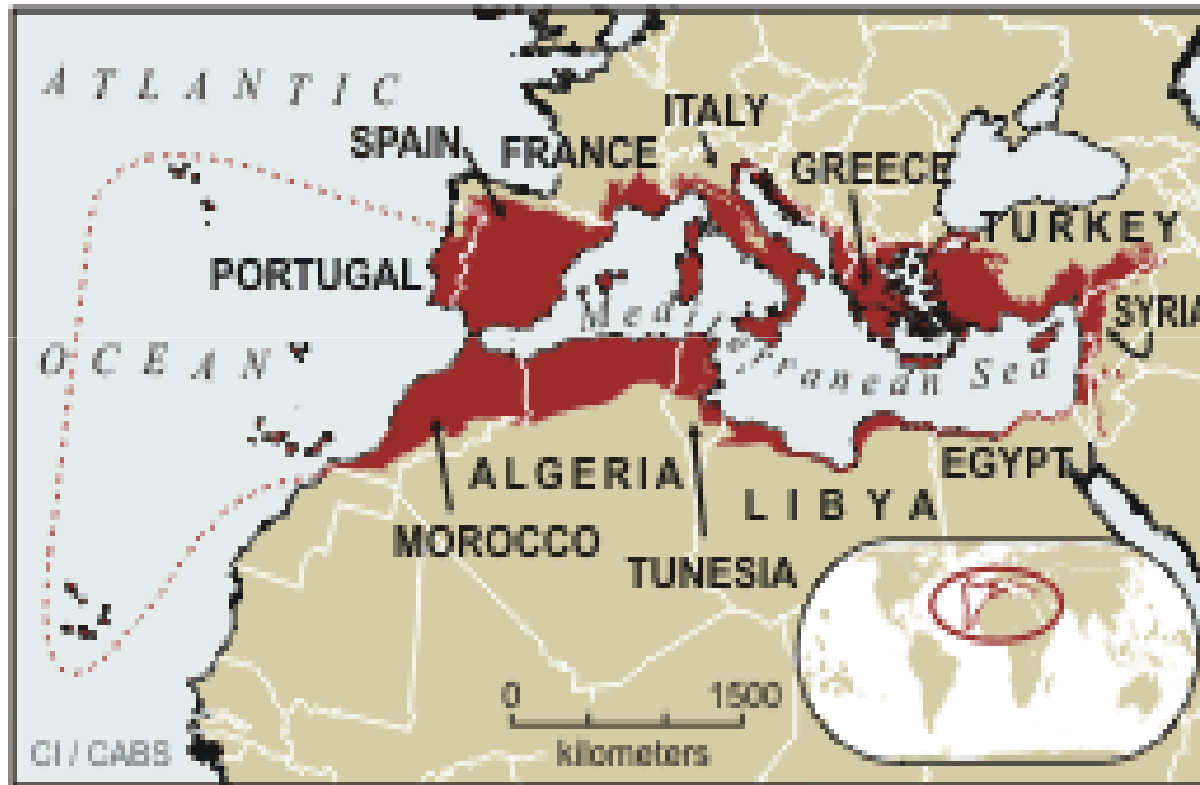 ATLANTIC
ITALY
SPAIN
FRANCE
GREECE
TURKEY
PORTUGAL
SYRIA
Mediterranean Sea
OCEAN
EGYPT
ALGERIA
LIBYA
MOROCCO
TUNESIA
0 1500
kilometers
CI / CABS